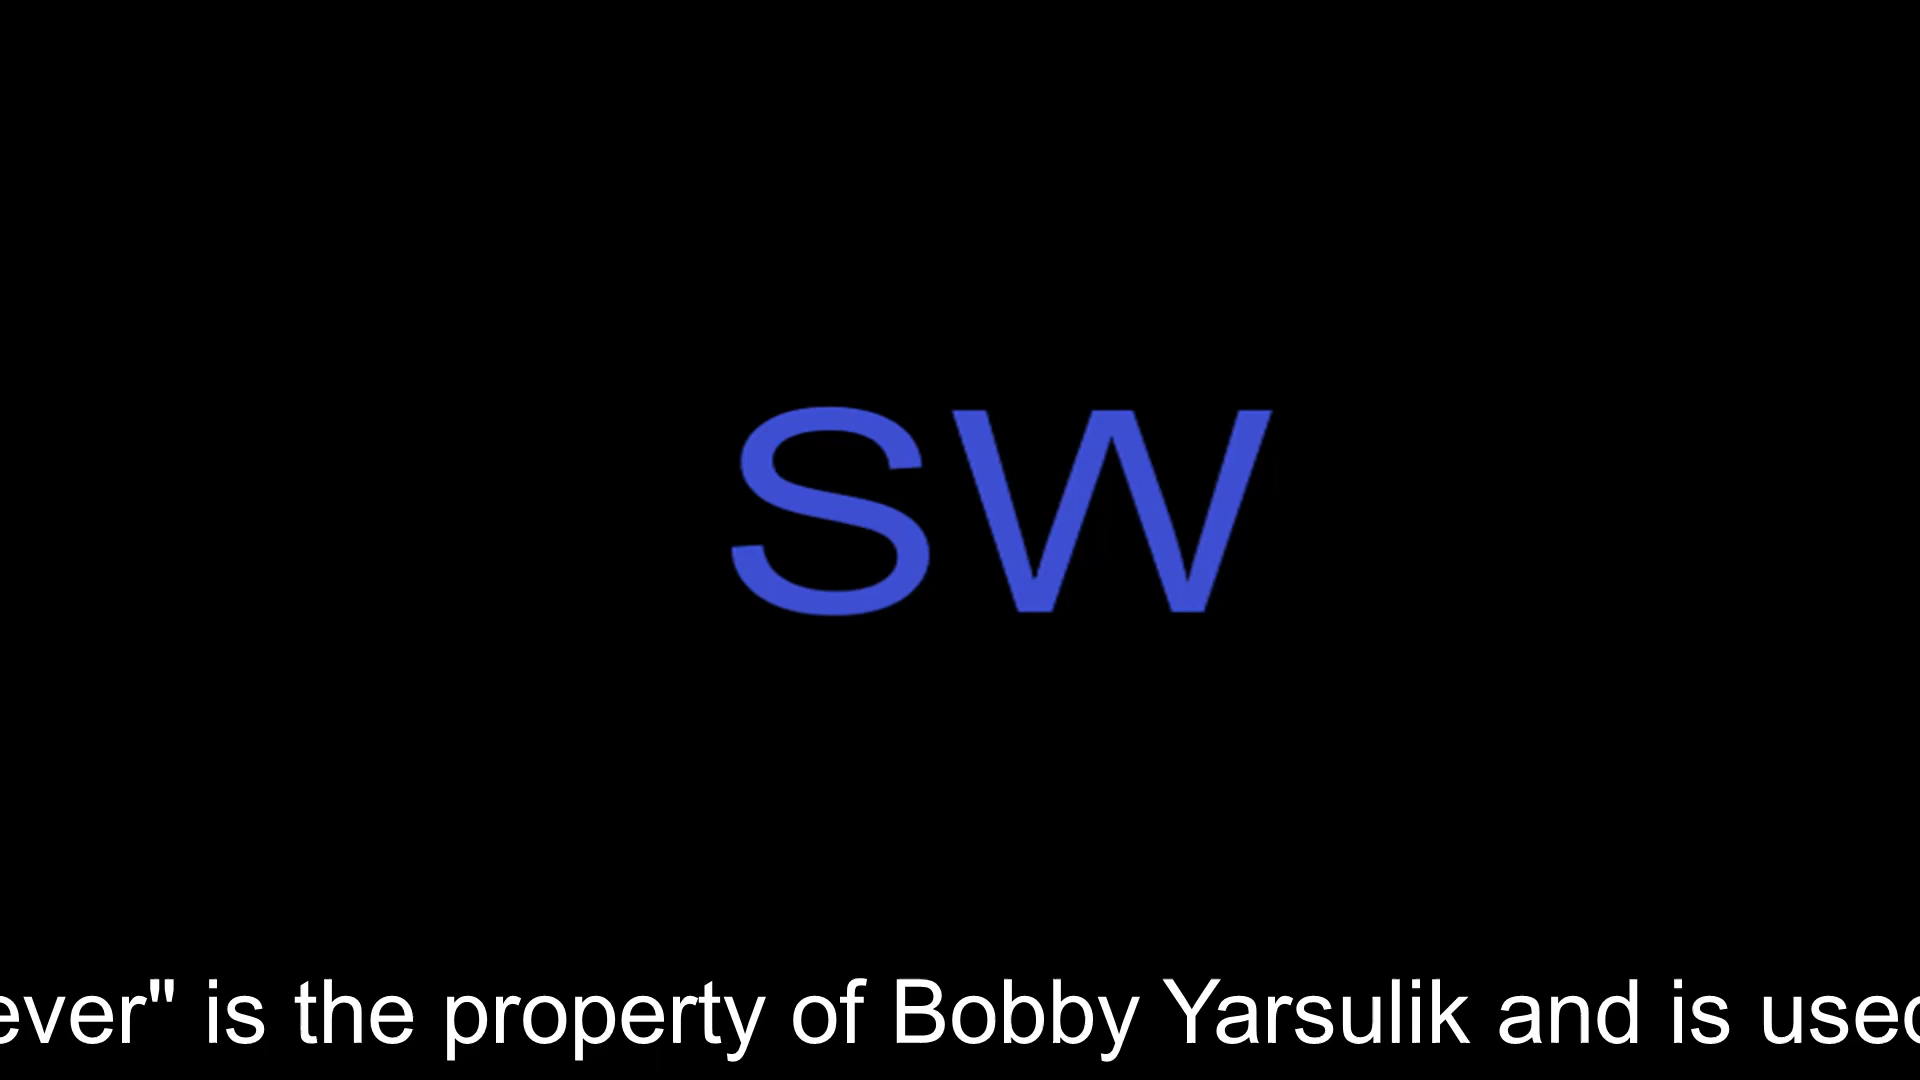 SW
ever" is the property of Bobby Yarsulik and is used